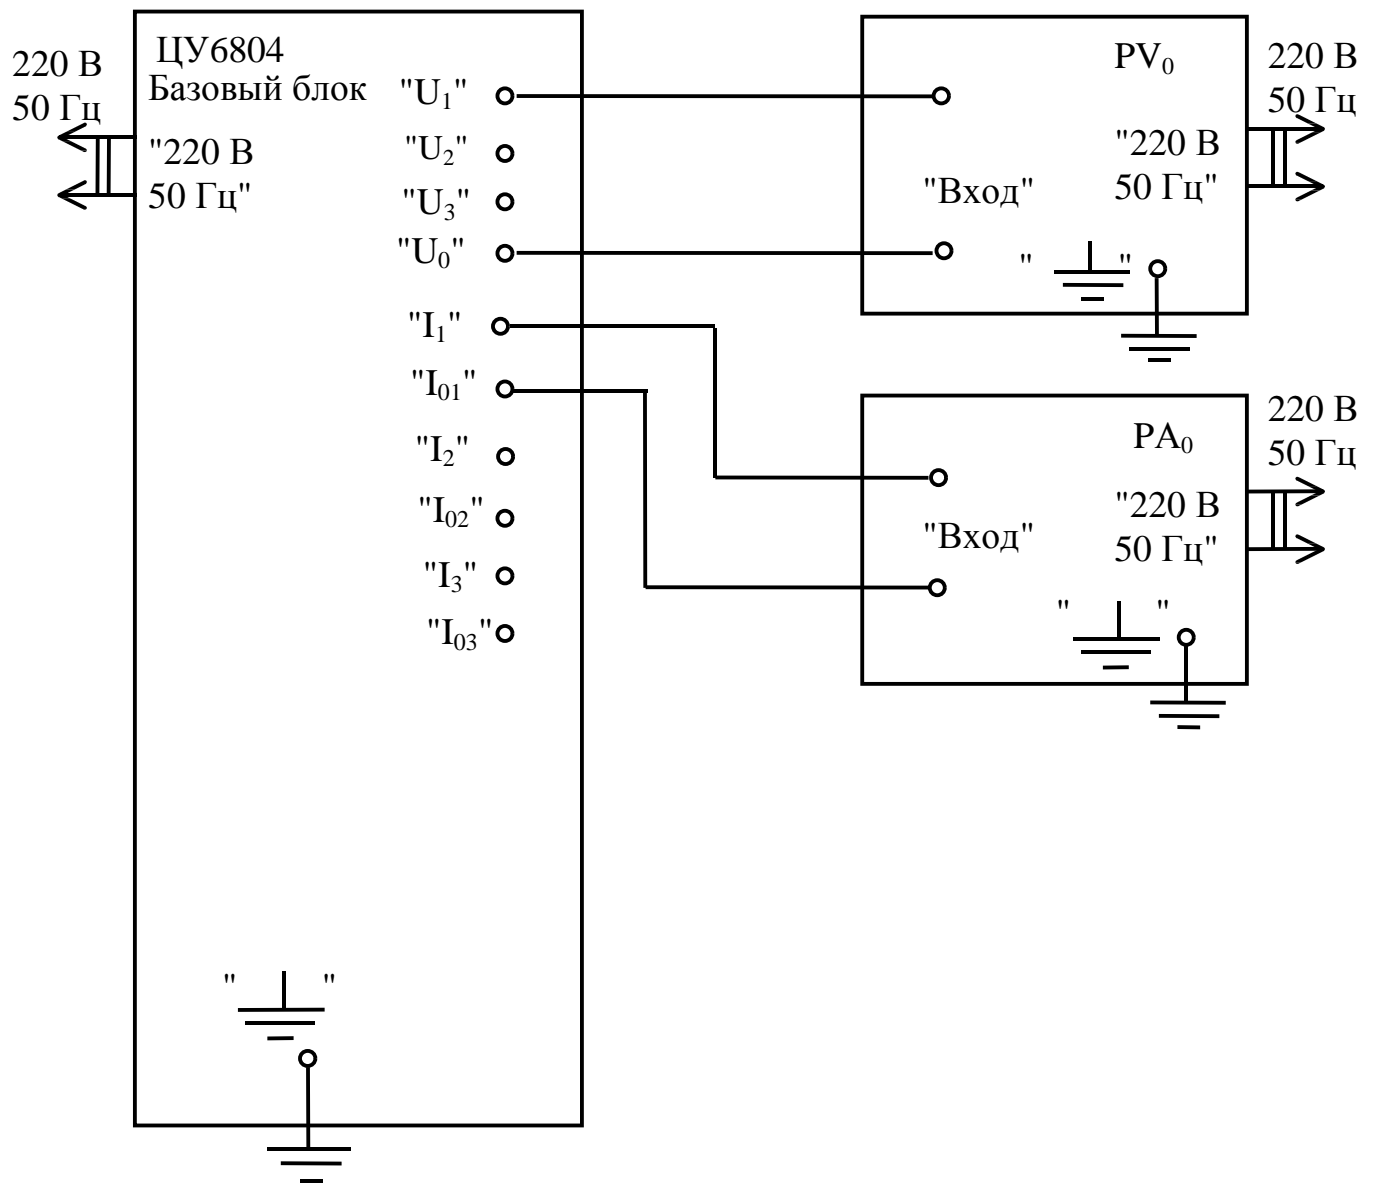 220 В
50 Гц
ЦУ6804
Базовый блок
"220 В
50 Гц"
"U₁"
"U₂"
"U₃"
"U₀"
"I₁"
"I₀₁"
"I₂"
"I₀₂"
"I₃"
"I₀₃"
" "
PV₀
"Вход"
"220 В
50 Гц"
" "
220 В
50 Гц
PA₀
"Вход"
"220 В
50 Гц"
" "
220 В
50 Гц